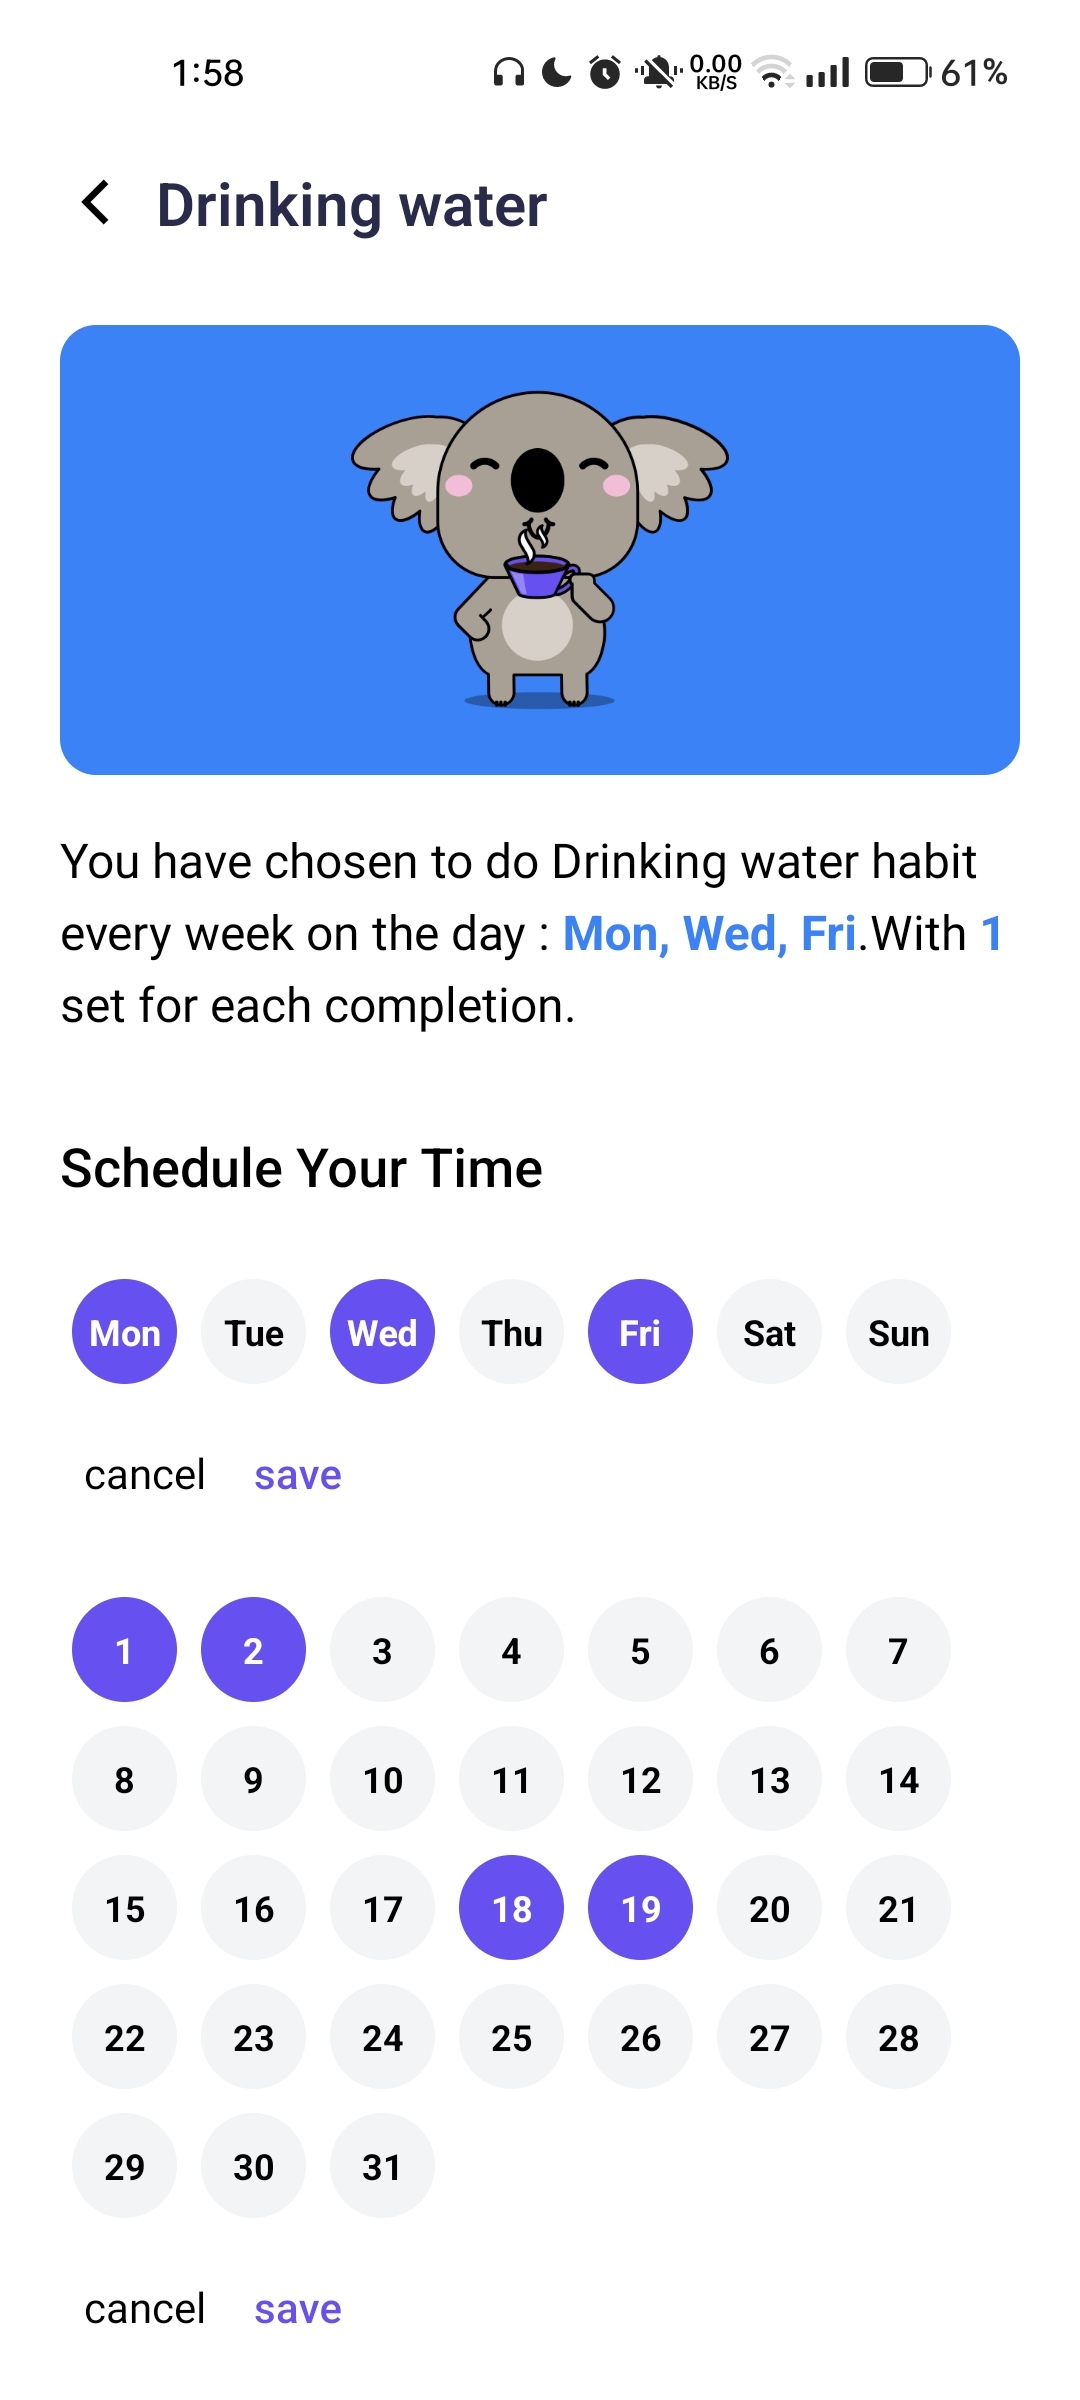 1:58 0.00 KB/S 61%
Drinking water
You have chosen to do Drinking water habit
every week on the day : Mon, Wed, Fri.With 1
set for each completion.
Schedule Your Time
Mon Tue Wed Thu Fri Sat Sun
cancel save
1 2 3 4 5 6 7
8 9 10 11 12 13 14
15 16 17 18 19 20 21
22 23 24 25 26 27 28
29 30 31
cancel save